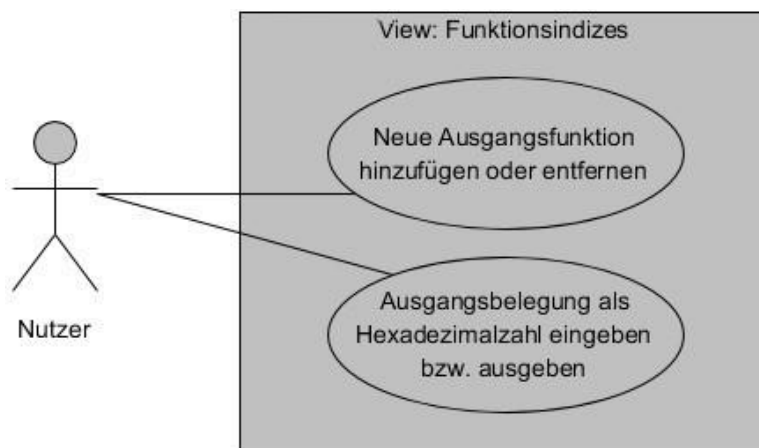 View: Funktionsindizes
Neue Ausgangsfunktion
hinzufügen oder entfernen
Ausgangsbelegung als
Hexadezimalzahl eingeben
bzw. ausgeben
Nutzer